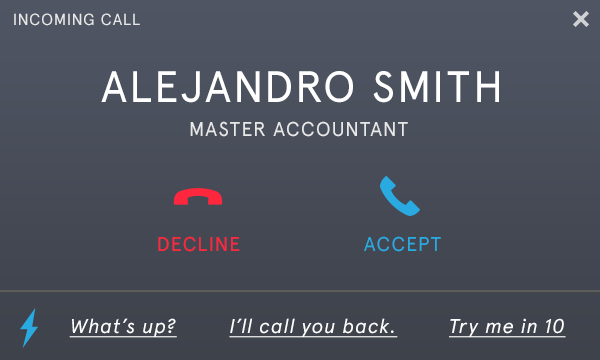 INCOMING CALL
ALEJANDRO SMITH
MASTER ACCOUNTANT
DECLINE ACCEPT
What's up? I'll call you back. Try me in 10